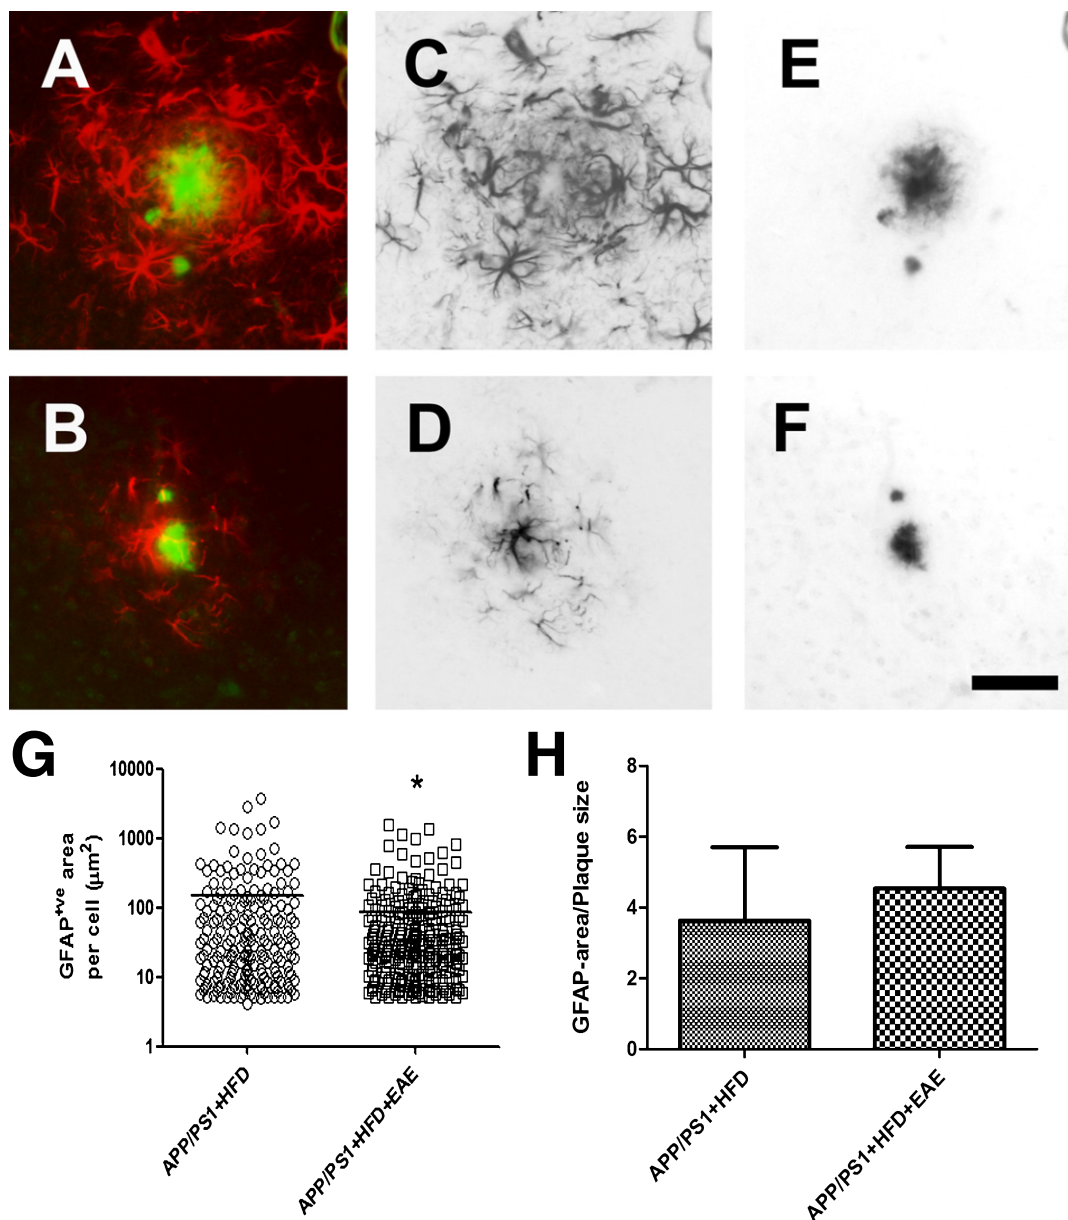 A
C
E
B
D
F
G
10000
1000
100
10
1
GFAP+ve area
per cell (μm2)
*
APP/PS1+HFD
APP/PS1+HFD+EAE
H
8
6
4
2
0
GFAP-area/Plaque size
APP/PS1+HFD
APP/PS1+HFD+EAE